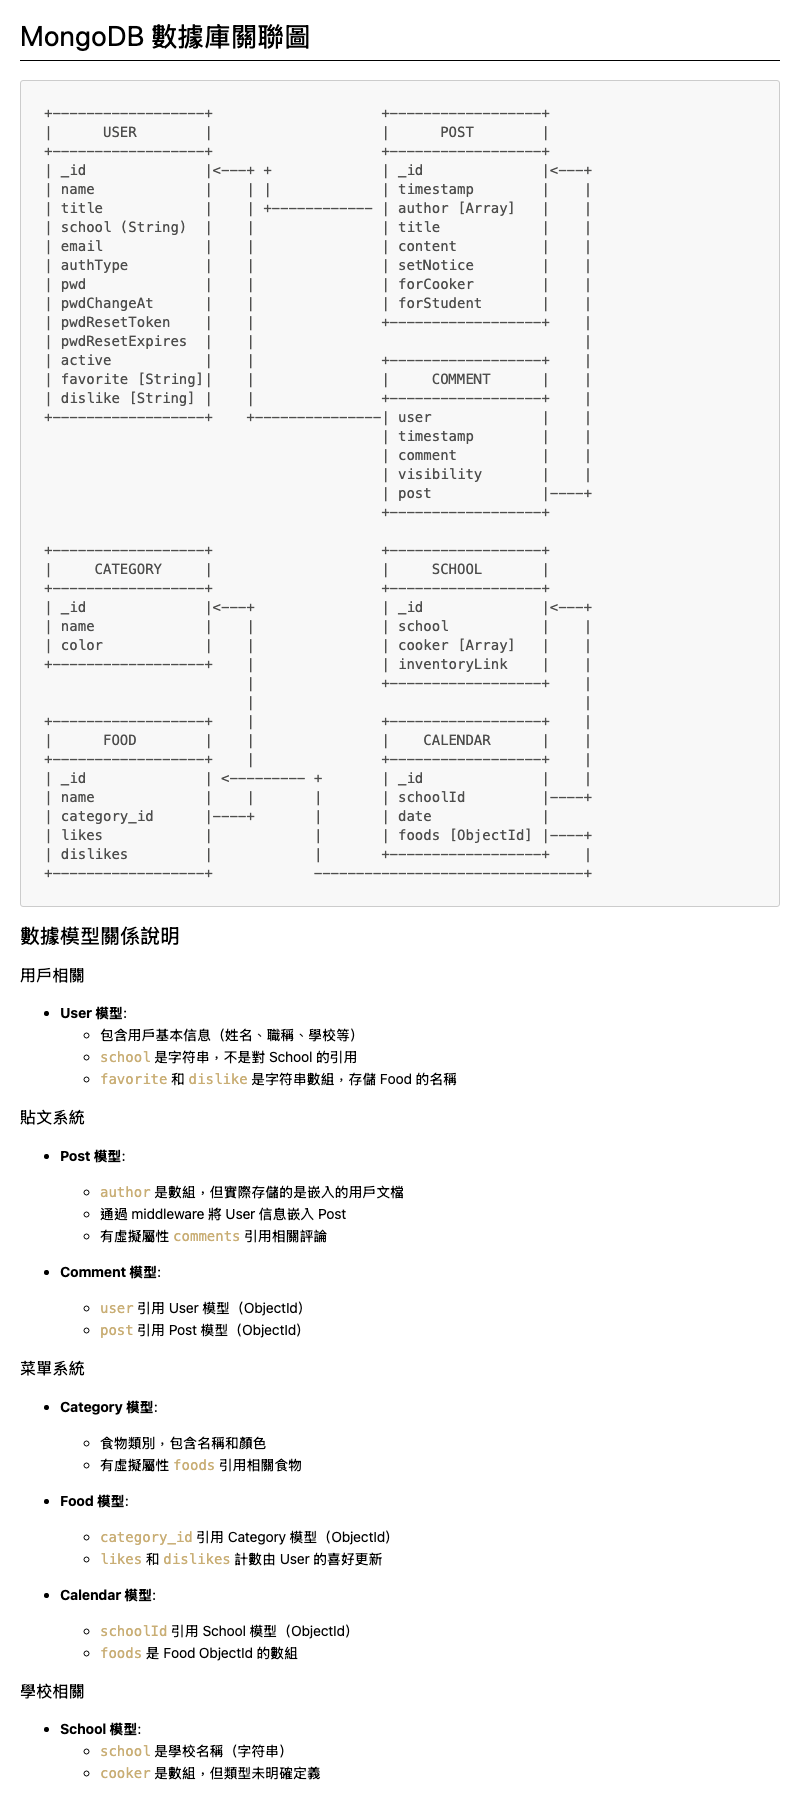 MongoDB 數據庫關聯圖
+------------------+                    +------------------+
|      USER        |                    |      POST        |
+------------------+                    +------------------+
| _id              |<---+ +             | _id              |<---+
| name             |    | |             | timestamp        |    |
| title            |    | +------------ | author [Array]   |    |
| school (String)  |    |               | title            |    |
| email            |    |               | content          |    |
| authType         |    |               | setNotice        |    |
| pwd              |    |               | forCooker        |    |
| pwdChangeAt      |    |               | forStudent       |    |
| pwdResetToken    |    |               +------------------+    |
| pwdResetExpires  |    |                                       |
| active           |    |               +------------------+    |
| favorite [String]|    |               |     COMMENT      |    |
| dislike [String] |    |               +------------------+    |
+------------------+    +---------------| user             |    |
                                        | timestamp        |    |
                                        | comment          |    |
                                        | visibility       |    |
                                        | post             |----+
                                        +------------------+
+------------------+                    +------------------+
|     CATEGORY     |                    |     SCHOOL       |
+------------------+                    +------------------+
| _id              |<---+               | _id              |<---+
| name             |    |               | school           |    |
| color            |    |               | cooker [Array]   |    |
+------------------+    |               | inventoryLink    |    |
                        |               +------------------+    |
                        |                                       |
+------------------+    |               +------------------+    |
|      FOOD        |    |               |    CALENDAR      |    |
+------------------+    |               +------------------+    |
| _id              | <--------- +       | _id              |    |
| name             |    |       |       | schoolId         |----+
| category_id      |----+       |       | date             |
| likes            |            |       | foods [ObjectId] |----+
| dislikes         |            |       +------------------+    |
+------------------+            --------------------------------+
數據模型關係說明
用戶相關
• User 模型:
◦ 包含用戶基本信息（姓名、職稱、學校等）
◦ school 是字符串，不是對 School 的引用
◦ favorite 和 dislike 是字符串數組，存儲 Food 的名稱
貼文系統
• Post 模型:
◦ author 是數組，但實際存儲的是嵌入的用戶文檔
◦ 通過 middleware 將 User 信息嵌入 Post
◦ 有虛擬屬性 comments 引用相關評論
• Comment 模型:
◦ user 引用 User 模型（ObjectId）
◦ post 引用 Post 模型（ObjectId）
菜單系統
• Category 模型:
◦ 食物類別，包含名稱和顏色
◦ 有虛擬屬性 foods 引用相關食物
• Food 模型:
◦ category_id 引用 Category 模型（ObjectId）
◦ likes 和 dislikes 計數由 User 的喜好更新
• Calendar 模型:
◦ schoolId 引用 School 模型（ObjectId）
◦ foods 是 Food ObjectId 的數組
學校相關
• School 模型:
◦ school 是學校名稱（字符串）
◦ cooker 是數組，但類型未明確定義